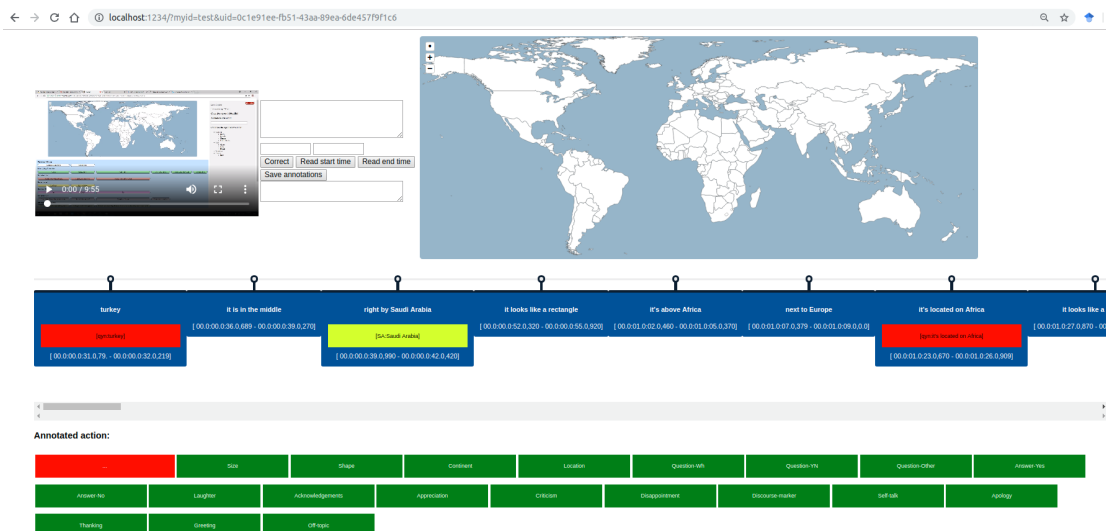 localhost:1234/?myid=test&uid=0c1e91ee-fb51-43aa-89ea-6de457f9f1c6
+
−
0:00 / 9:55
Correct Read start time Read end time
Save annotations
turkey it is in the middle right by Saudi Arabia it looks like a rectangle it's above Africa next to Europe it's located on Africa it looks like a
[SA:Saudi Arabia]
[ 00.0:00.0:36.0,689 - 00.0:00.0:39.0,270] [ 00.0:00.0:52.0,320 - 00.0:00.0:55.0,920] [ 00.0:01.0:02.0,460 - 00.0:01.0:05.0,370] [ 00.0:01.0:07.0,379 - 00.0:01.0:09.0,0.0] [ 00.0:01.0:27.0,870 - 00
[ 00.0:00.0:31.0,79. - 00.0:00.0:32.0,219] [ 00.0:00.0:39.0,990 - 00.0:00.0:42.0,420] [ 00.0:01.0:23.0,670 - 00.0:01.0:26.0,909]
Annotated action:
... Size Shape Continent Location Question-Wh Question-YN Question-Other Answer-Yes
Answer-No Laughter Acknowledgements Appreciation Criticism Disappointment Discourse-marker Self-talk Apology
Thanking Greeting Off-topic